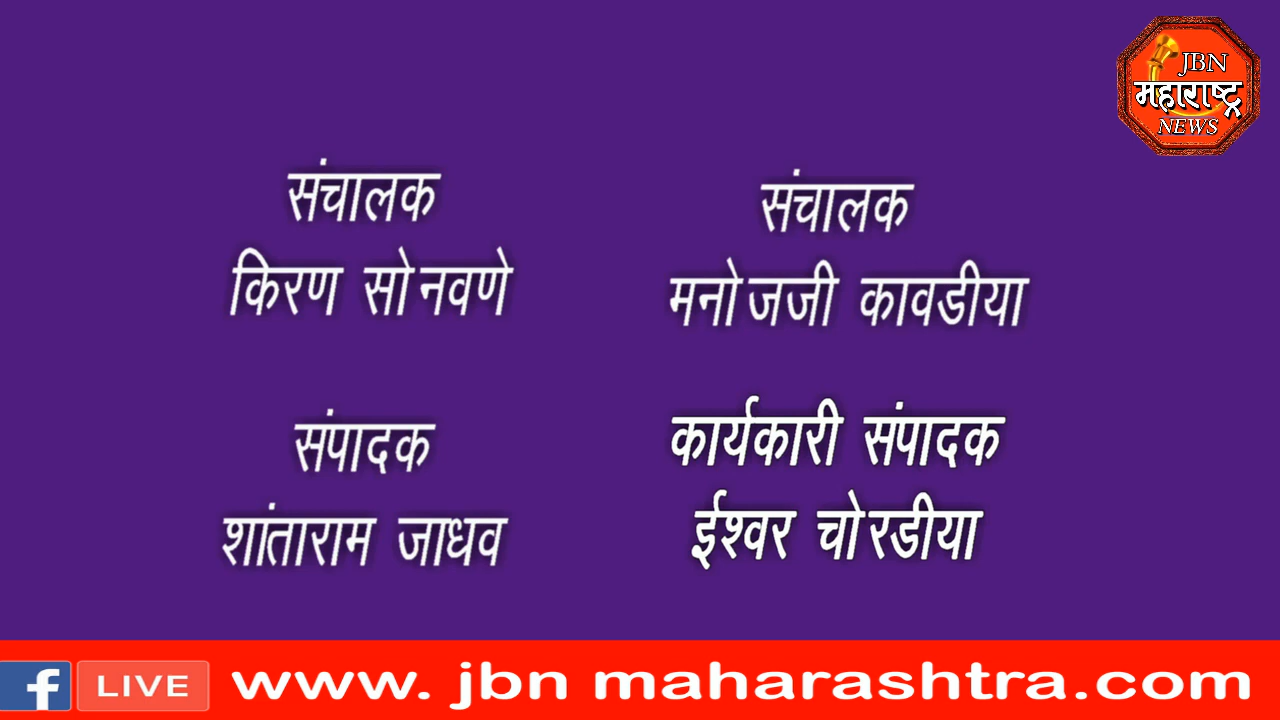 JBN
महाराष्ट्र
NEWS
संचालक
किरण सोनवणे
संचालक
मनोजजी कावडीया
संपादक
शांताराम जाधव
कार्यकारी संपादक
ईश्वर चोरडीया
f LIVE www. jbn maharashtra.com